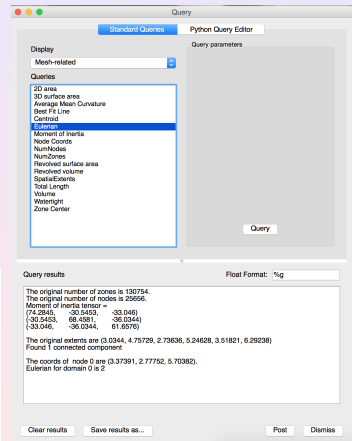 Query
Standard Queries
Python Query Editor
Display
Mesh-related
Queries
2D area
3D surface area
Average Mean Curvature
Best Fit Line
Centroid
Eulerian
Moment of Inertia
Node Coords
NumNodes
NumZones
Revolved surface area
Revolved volume
SpatialExtents
Total Length
Volume
Watertight
Zone Center
Query parameters
Query
Query results
Float Format: %g
The original number of zones is 130754.
The original number of nodes is 25656.
Moment of inertia tensor =
(74.2845, -30.5453, -33.046)
(-30.5453, 68.4581, -36.0344)
(-33.046, -36.0344, 61.6576)
The original extents are (3.0344, 4.75729, 2.73636, 5.24628, 3.51821, 6.29238)
Found 1 connected component
The coords of node 0 are (3.37391, 2.77752, 5.70382).
Eulerian for domain 0 is 2
Clear results
Save results as...
Post
Dismiss